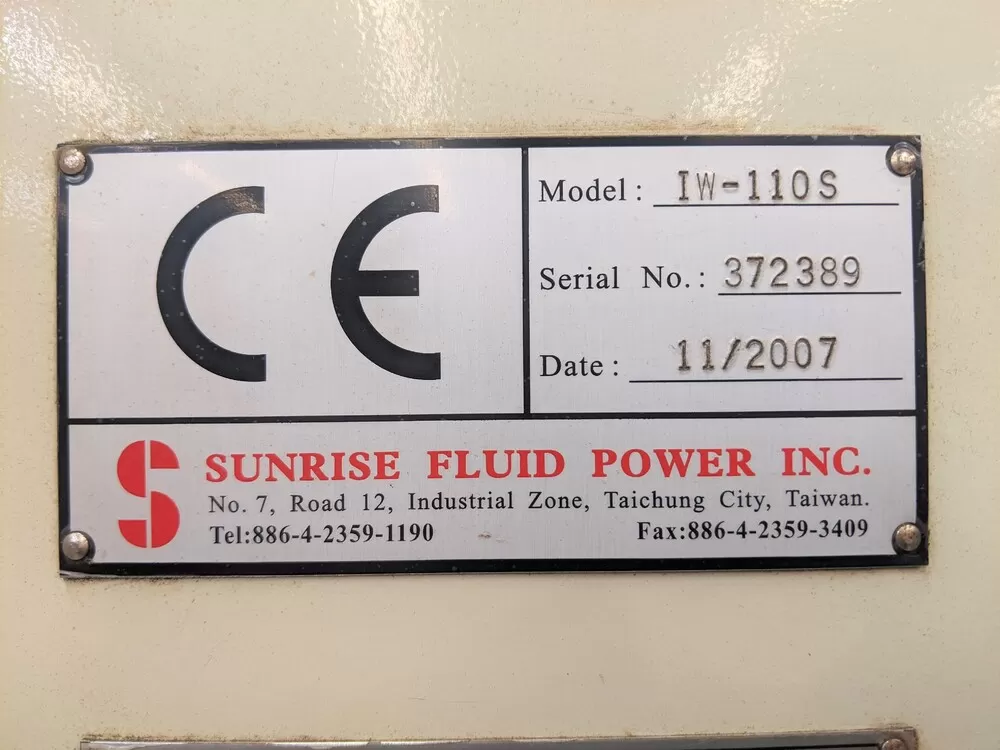 CE
Model: IW-110S
Serial No.: 372389
Date: 11/2007
SUNRISE FLUID POWER INC.
No. 7, Road 12, Industrial Zone, Taichung City, Taiwan.
Tel:886-4-2359-1190 Fax:886-4-2359-3409